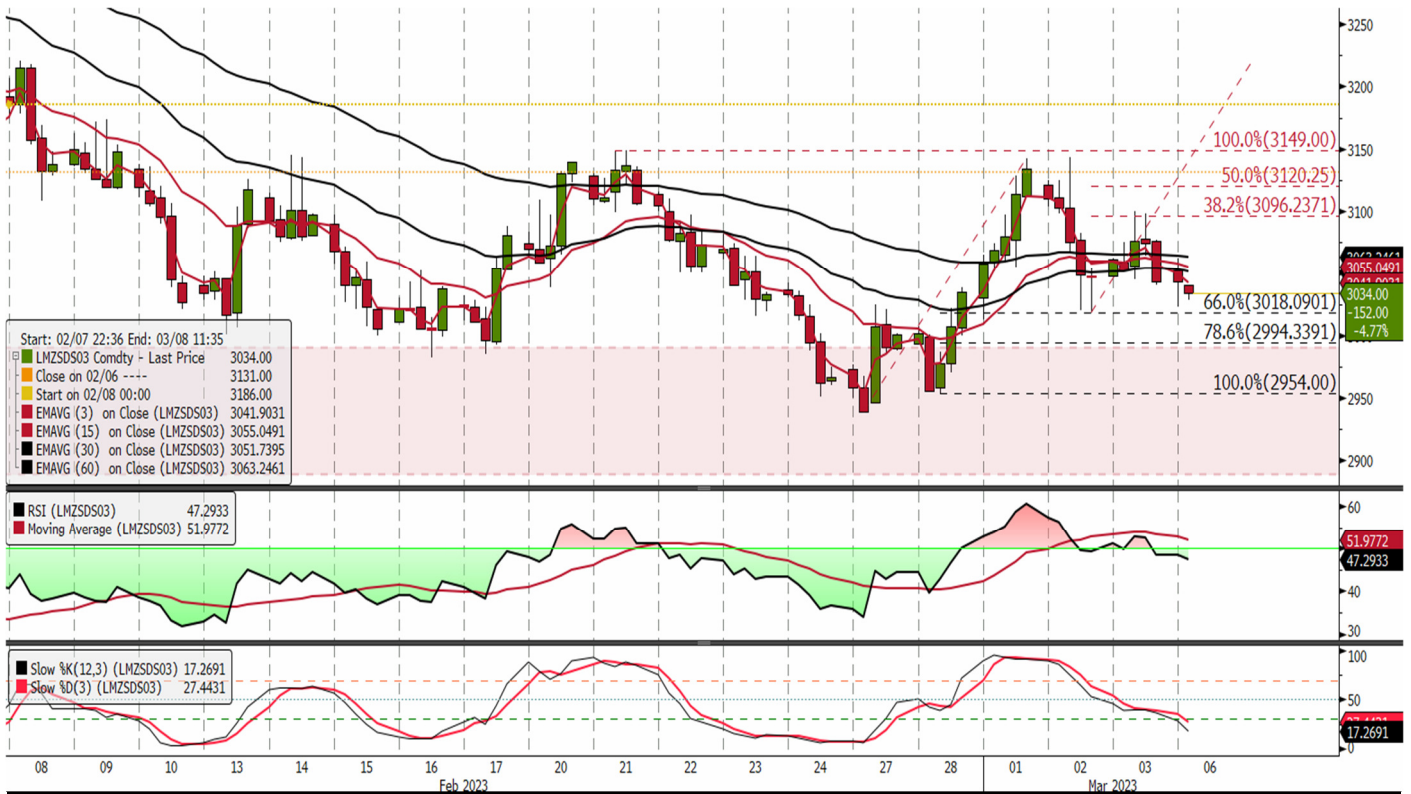 3250
3200
100.0%(3149.00)
3150
50.0%(3120.25)
38.2%(3096.2371)
3100
3063.2461
3055.0491
3041.9031
3034.00
-152.00
-4.77%
66.0%(3018.0901)
78.6%(2994.3391)
100.0%(2954.00)
2950
2900
Start: 02/07 22:36 End: 03/08 11:35
LMZSDS03 Comdty - Last Price 3034.00
Close on 02/06 ---- 3131.00
Start on 02/08 00:00 3186.00
EMAVG (3) on Close (LMZSDS03) 3041.9031
EMAVG (15) on Close (LMZSDS03) 3055.0491
EMAVG (30) on Close (LMZSDS03) 3051.7395
EMAVG (60) on Close (LMZSDS03) 3063.2461
RSI (LMZSDS03) 47.2933
Moving Average (LMZSDS03) 51.9772
60
51.9772
47.2933
40
30
Slow %K(12,3) (LMZSDS03) 17.2691
Slow %D(3) (LMZSDS03) 27.4431
100
50
27.4431
17.2691
0
08 09 10 13 14 15 16 17 20 21 22 23 24 27 28 01 02 03 06
Feb 2023 Mar 2023